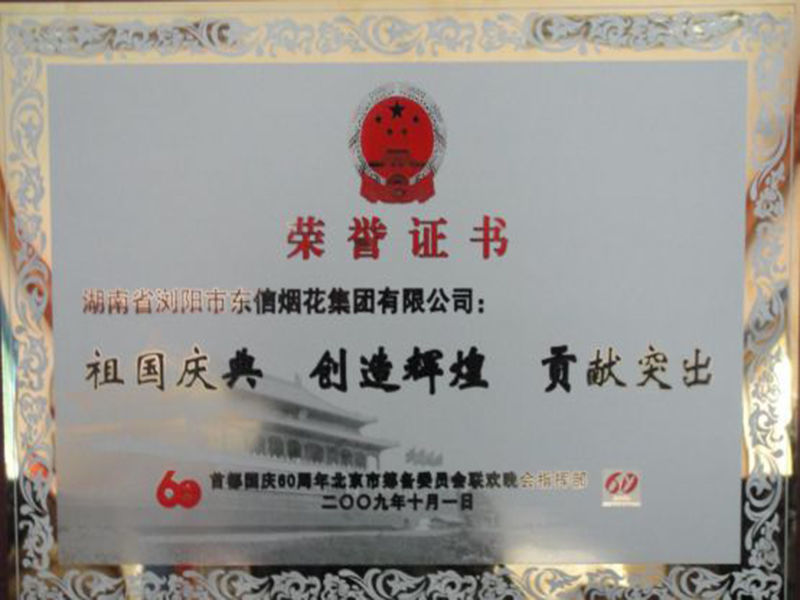 荣誉证书
湖南省浏阳市东信烟花集团有限公司：
祖国庆典 创造辉煌 贡献突出
60 首都国庆60周年北京市筹备委员会联欢晚会指挥部
二〇〇九年十月一日